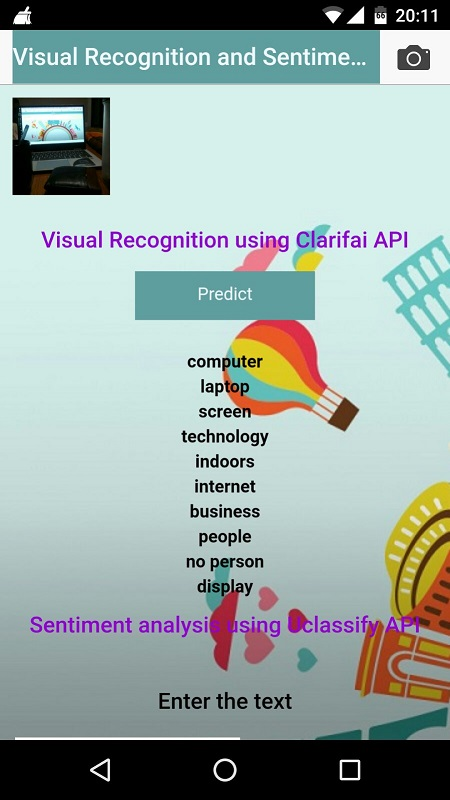 20:11
Visual Recognition and Sentime...
Visual Recognition using Clarifai API
Predict
computer
laptop
screen
technology
indoors
internet
business
people
no person
display
Sentiment analysis using Uclassify API
Enter the text